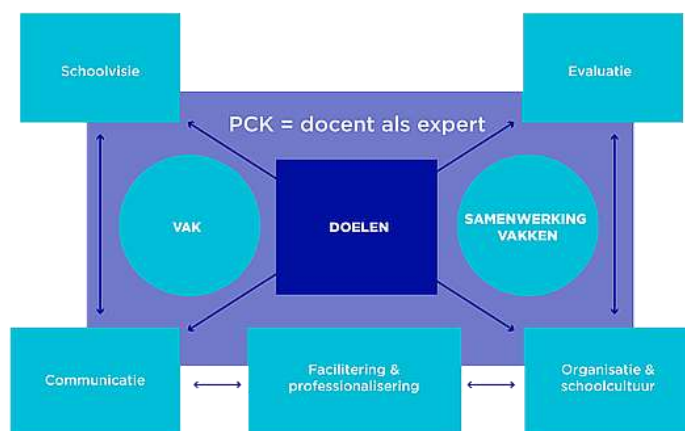 Schoolvisie
Evaluatie
PCK = docent als expert
VAK
DOELEN
SAMENWERKING
VAKKEN
Communicatie
Facilitering &
professionalisering
Organisatie &
schoolcultuur